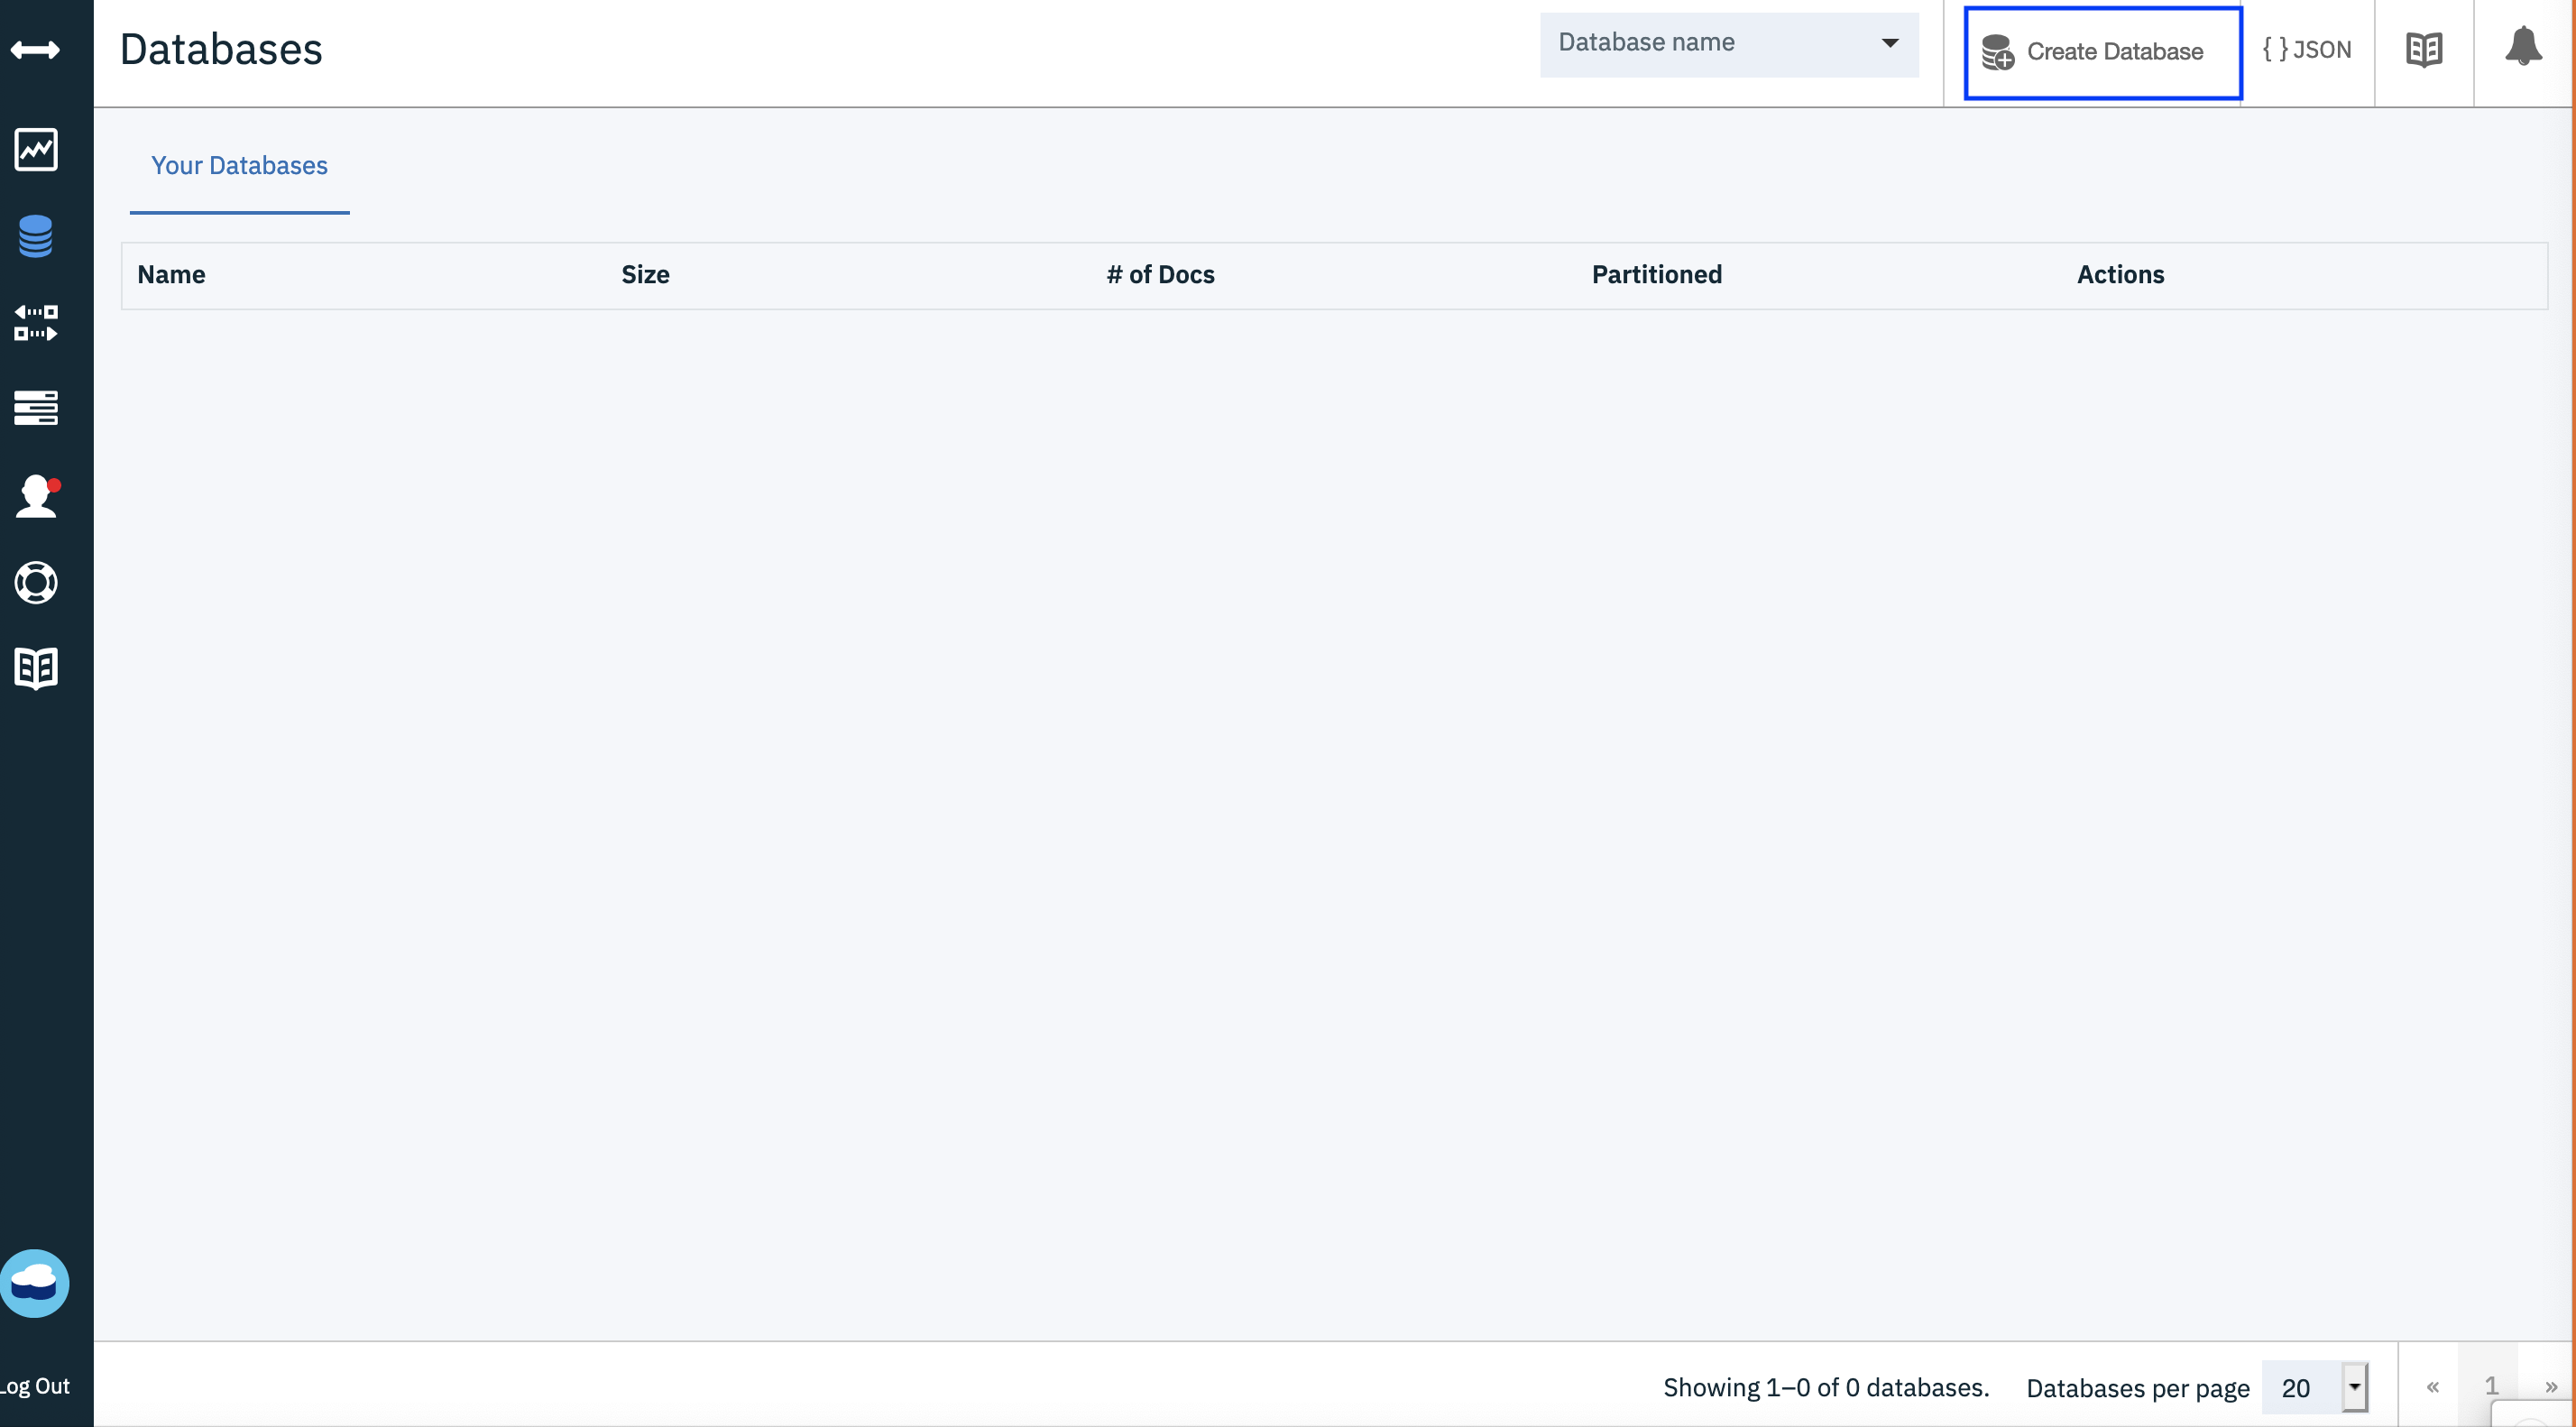 Databases
Database name
Create Database
{ } JSON
Your Databases
Name Size # of Docs Partitioned Actions
Log Out
Showing 1–0 of 0 databases. Databases per page 20 « 1 »